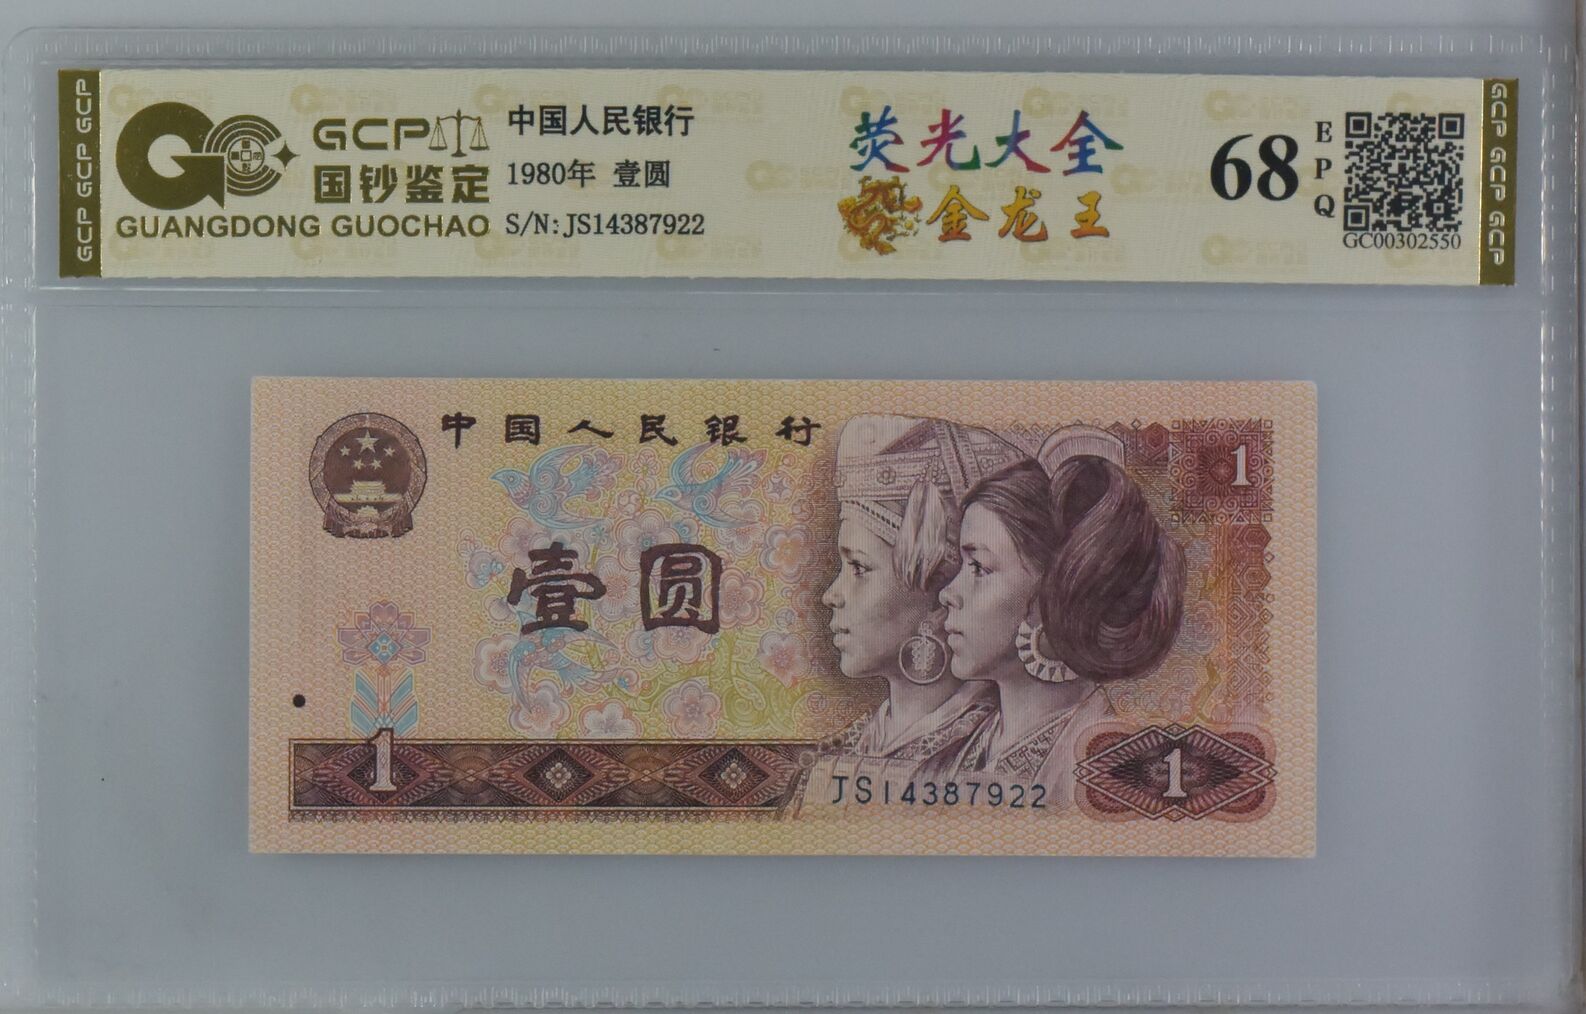 GCP GCP GCP
GCP
国钞鉴定
GUANGDONG GUOCHAO
中国人民银行
1980年 壹圆
S/N: JS14387922
荧光大全
金龙王
68
EPQ
GC00302550
GCP GCP GCP
中国人民银行
1
壹圆
1
JS14387922
1